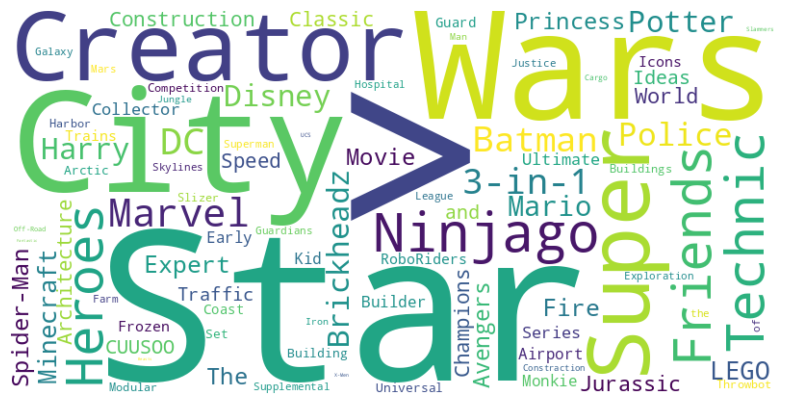 Creator
Construction
Classic
Guard
Princess
Potter
Man
Galaxy
Mars
Competition
Jungle
Hospital
Justice
Icons
Ideas
Cargo
World
Wars
City
Collector
Disney
Harbor
Trains
Harry
DC
Superman
UCS
Skylines
Speed
Movie
>
Batman
Police
Arctic
Ultimate
Buildings
3-in-1
Slizer
Marvel
League
and
Mario
Ninjago
Super
Friends
Technic
Off-Road
Spider-Man
Minecraft
Architecture
Heroes
Early
Guardians
Star
Expert
Kid
Brickheadz
RoboRiders
Exploration
Traffic
Coast
Builder
Champions
Avengers
Fire
the
of
Farm
Frozen
Set
Iron
Series
CUUSOO
Building
Airport
Constraction
LEGO
Modular
The
Supplemental
X-Men
Universal
Monkie
Jurassic
Throwbot